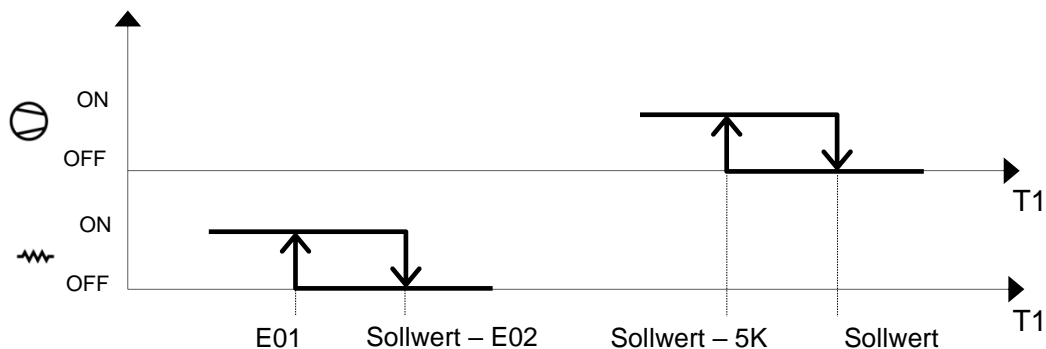 ON
OFF
T1
ON
OFF
T1
E01
Sollwert – E02
Sollwert – 5K
Sollwert